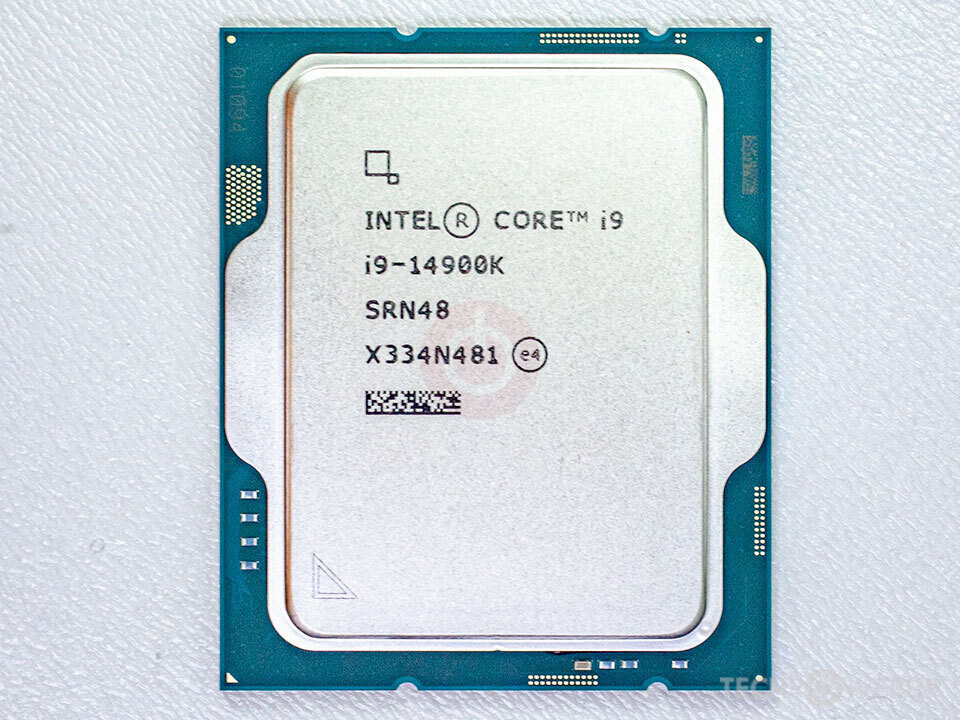 INTEL® CORE™ i9
i9-14900K
SRN48
X334N481 e4